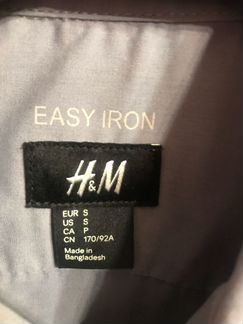 EASY IRON
H&M
EUR S
US S
CA P
CN 170/92A
Made in
Bangladesh